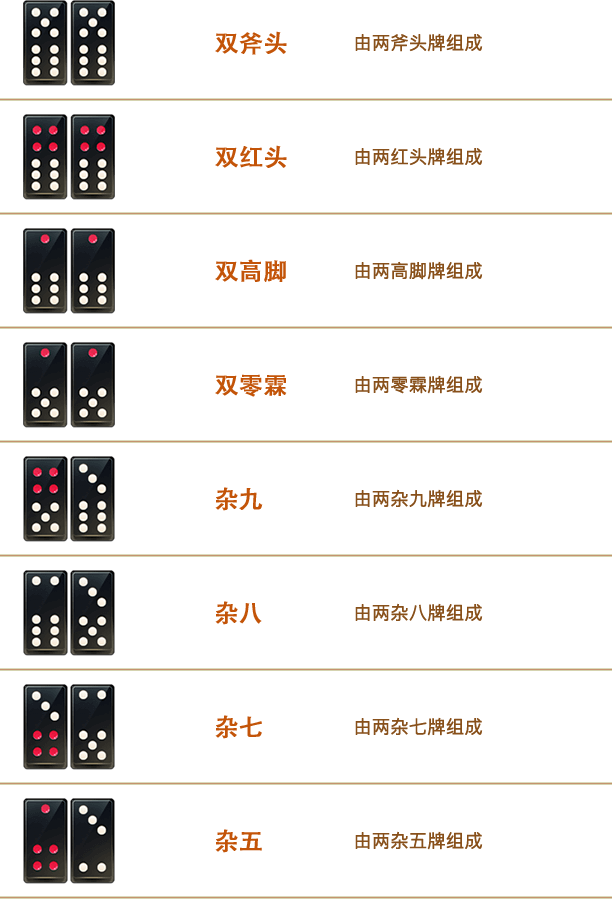 双斧头 由两斧头牌组成
双红头 由两红头牌组成
双高脚 由两高脚牌组成
双零霖 由两零霖牌组成
杂九 由两杂九牌组成
杂八 由两杂八牌组成
杂七 由两杂七牌组成
杂五 由两杂五牌组成